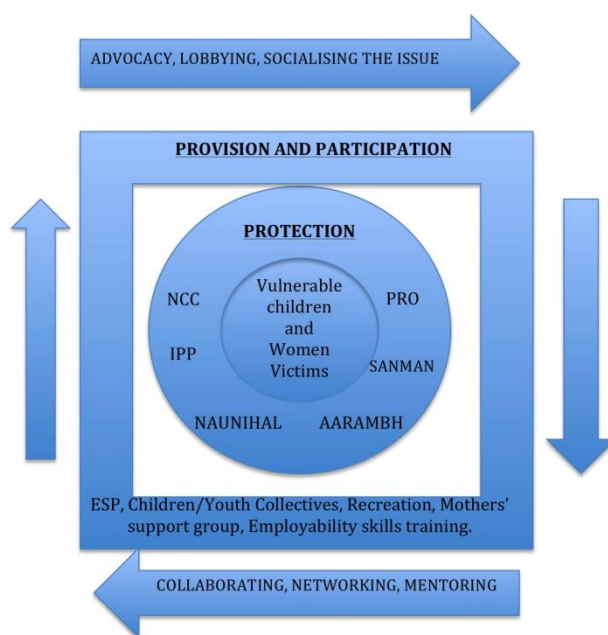 ADVOCACY, LOBBYING, SOCIALISING THE ISSUE
PROVISION AND PARTICIPATION
PROTECTION
NCC
PRO
Vulnerable
children
and
Women
Victims
IPP
SANMAN
NAUNIHAL
AARAMBH
ESP, Children/Youth Collectives, Recreation, Mothers'
support group, Employability skills training.
COLLABORATING, NETWORKING, MENTORING